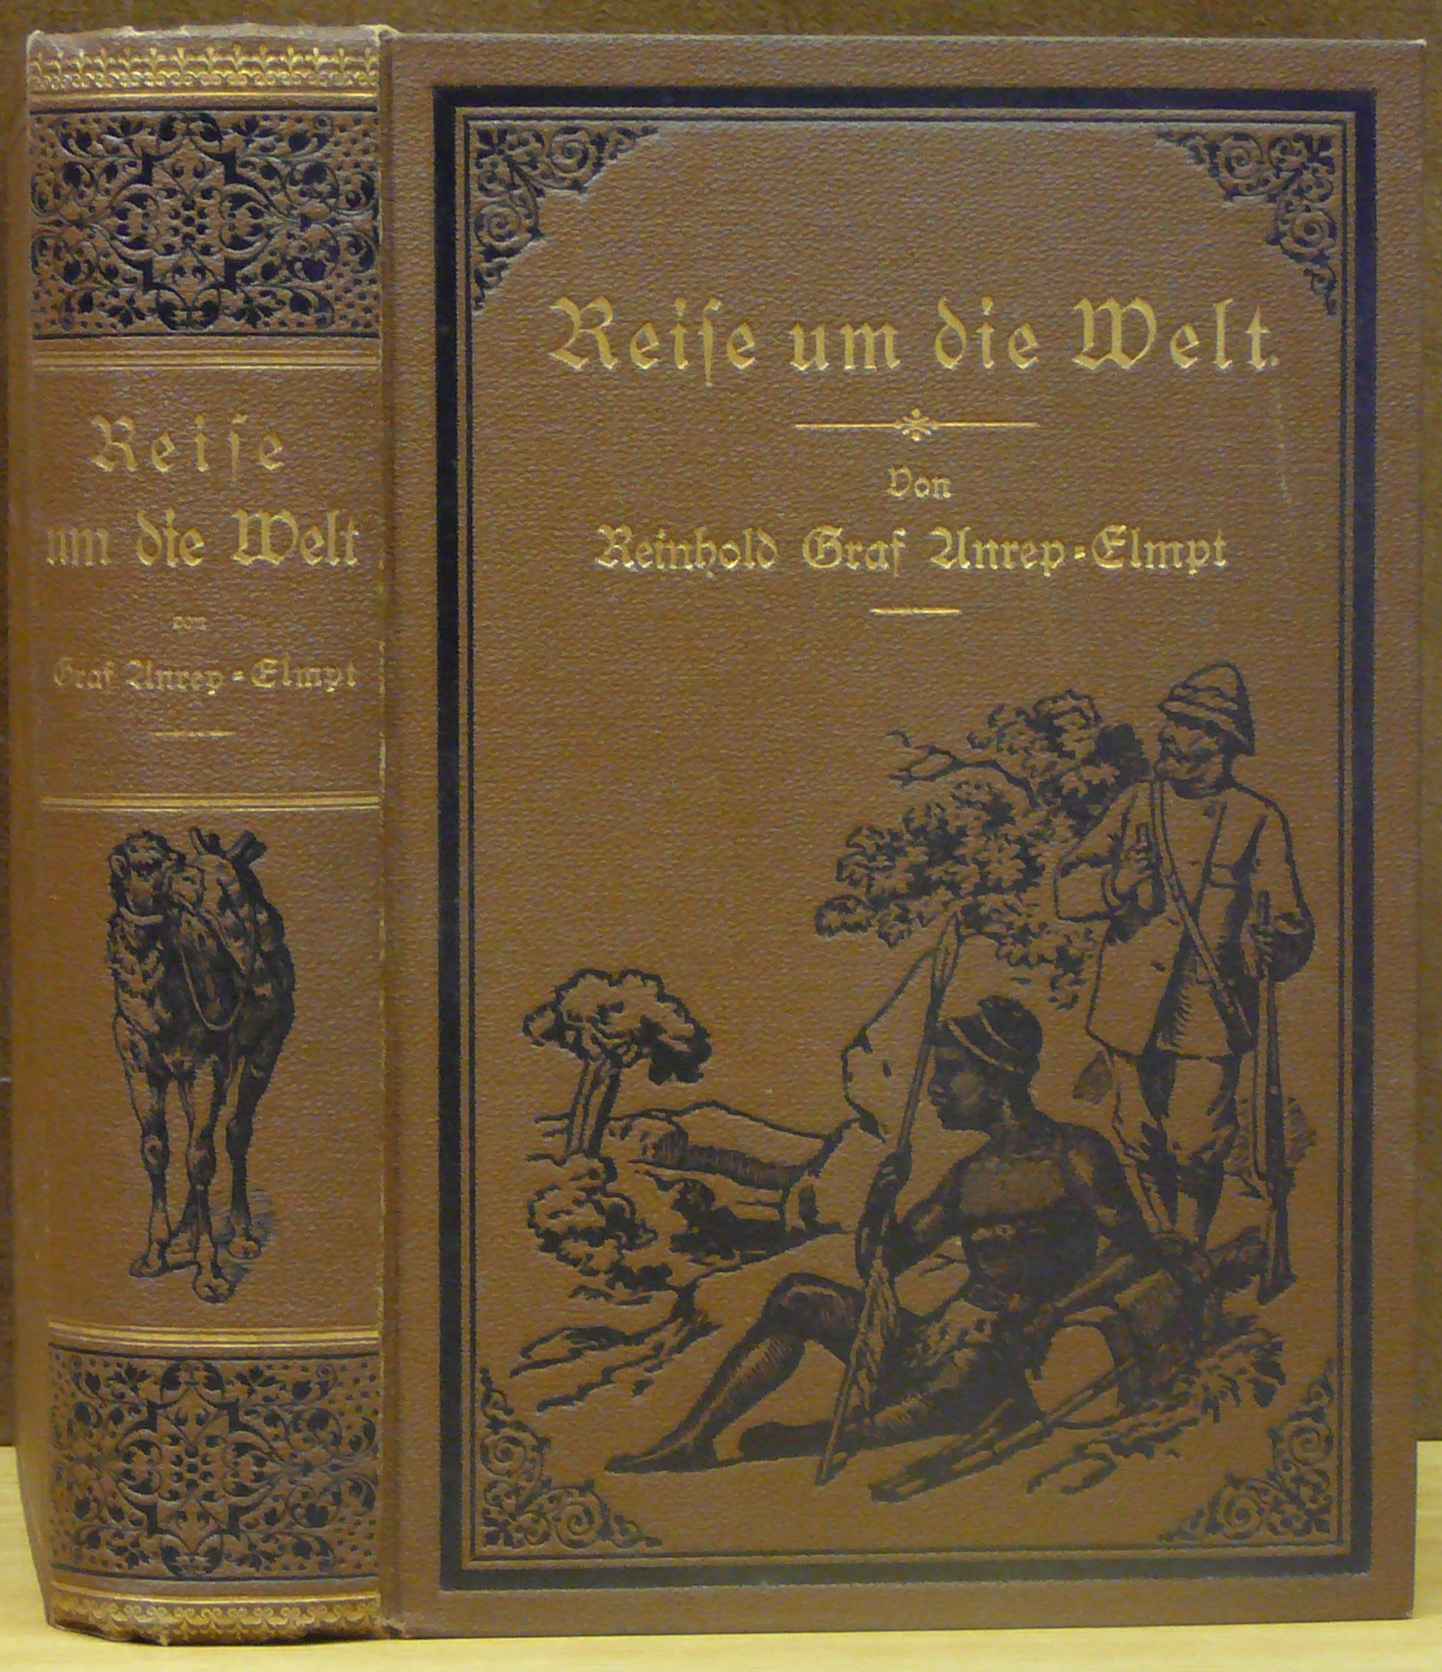 Reise
um die Welt
von
Graf Anrep-Elmpt
Reiſe um die Welt.
Von
Reinhold Graf Anrep-Elmpt